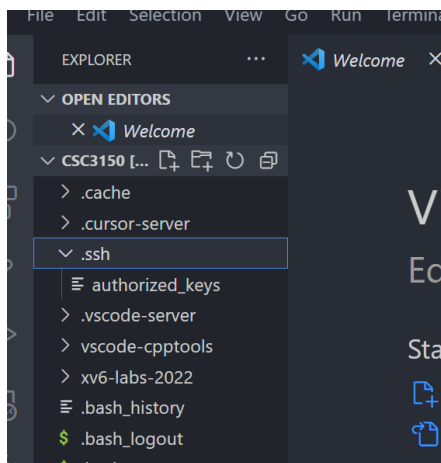 File Edit Selection View Go Run
EXPLORER ...
Welcome
OPEN EDITORS
Welcome
CSC3150 [...
.cache
.cursor-server
.ssh
authorized_keys
.vscode-server
vscode-cpptools
xv6-labs-2022
.bash_history
$ .bash_logout